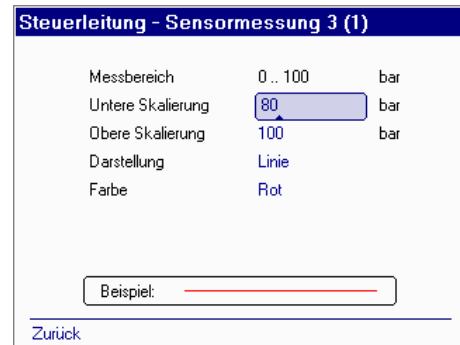 Steuerleitung - Sensormessung 3 (1)
Messbereich 0 .. 100 bar
Untere Skalierung 80 bar
Obere Skalierung 100 bar
Darstellung Linie
Farbe Rot
Beispiel:
Zurück